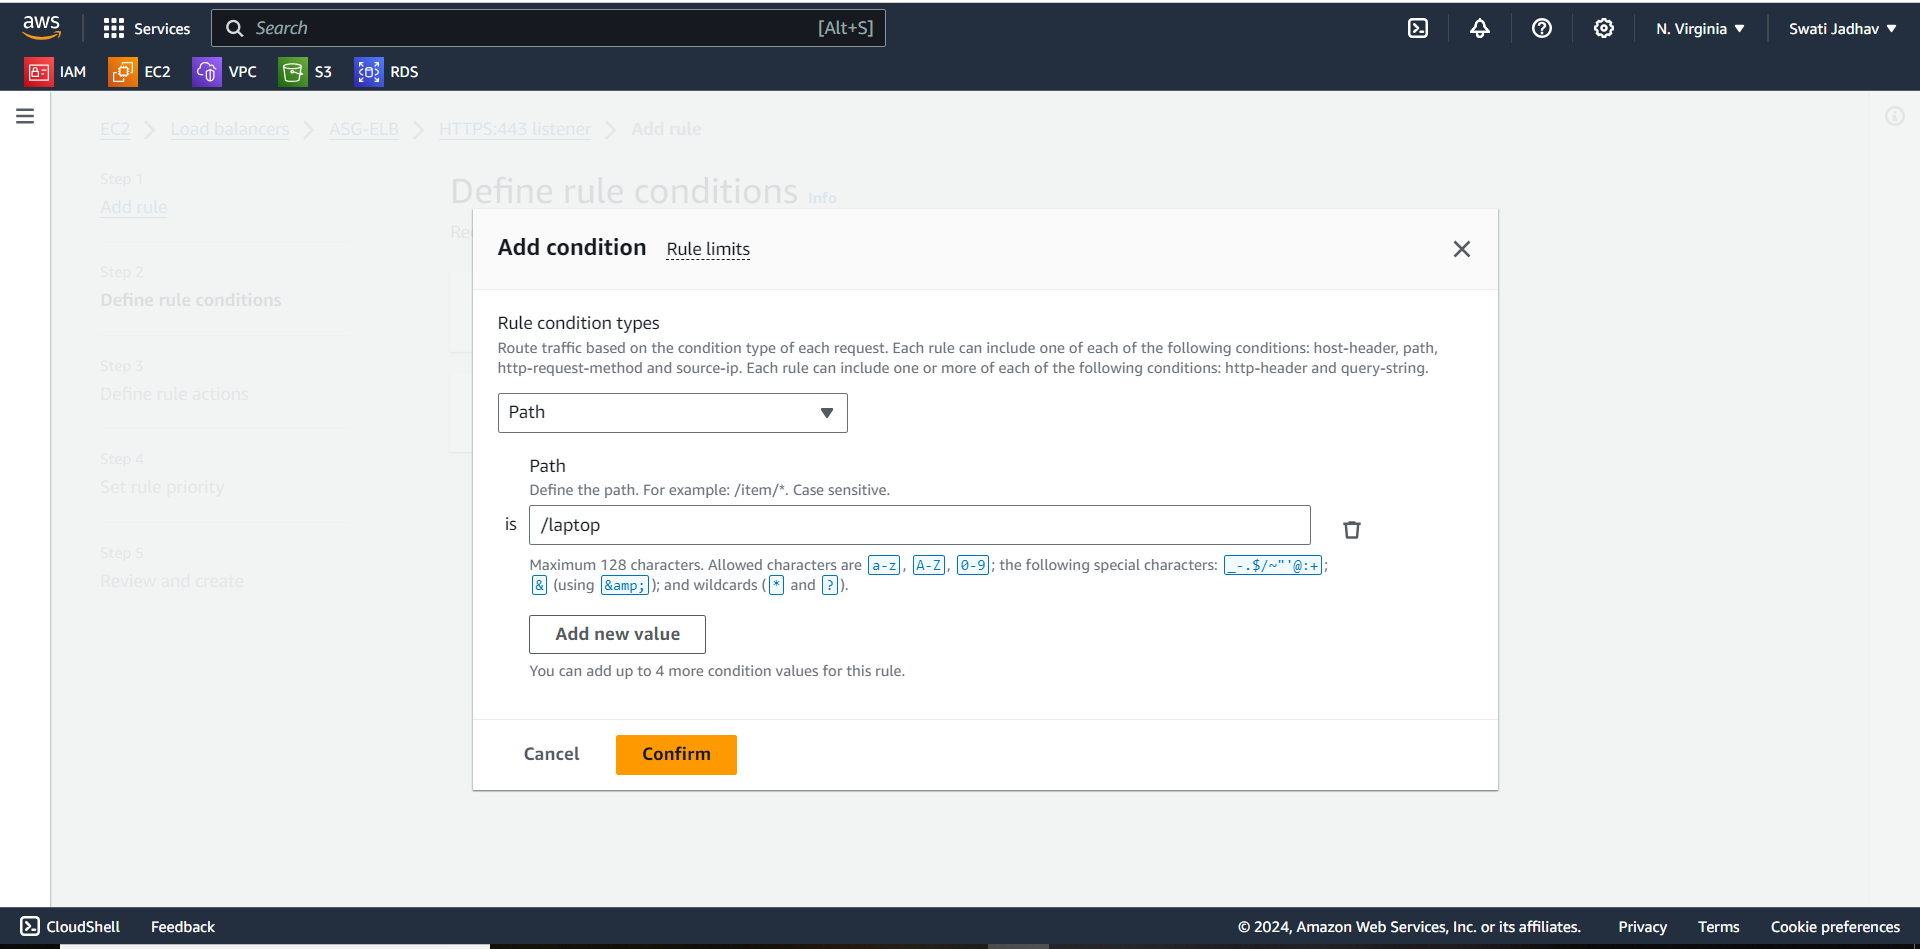 aws
Services
Search
[Alt+S]
N. Virginia
Swati Jadhav
IAM
EC2
VPC
S3
RDS
EC2
Load balancers
ASG-ELB
HTTPS:443 listener
Add rule
Step 1
Add rule
Step 2
Define rule conditions
Step 3
Define rule actions
Step 4
Set rule priority
Step 5
Review and create
Define rule conditions Info
Add condition Rule limits
Rule condition types
Route traffic based on the condition type of each request. Each rule can include one of each of the following conditions: host-header, path,
http-request-method and source-ip. Each rule can include one or more of each of the following conditions: http-header and query-string.
Path
Path
Define the path. For example: /item/*. Case sensitive.
is /laptop
Maximum 128 characters. Allowed characters are a-z, A-Z, 0-9; the following special characters: _-.$/~"'@:+;
& (using &amp;); and wildcards (* and ?).
Add new value
You can add up to 4 more condition values for this rule.
Cancel
Confirm
CloudShell
Feedback
© 2024, Amazon Web Services, Inc. or its affiliates.
Privacy
Terms
Cookie preferences